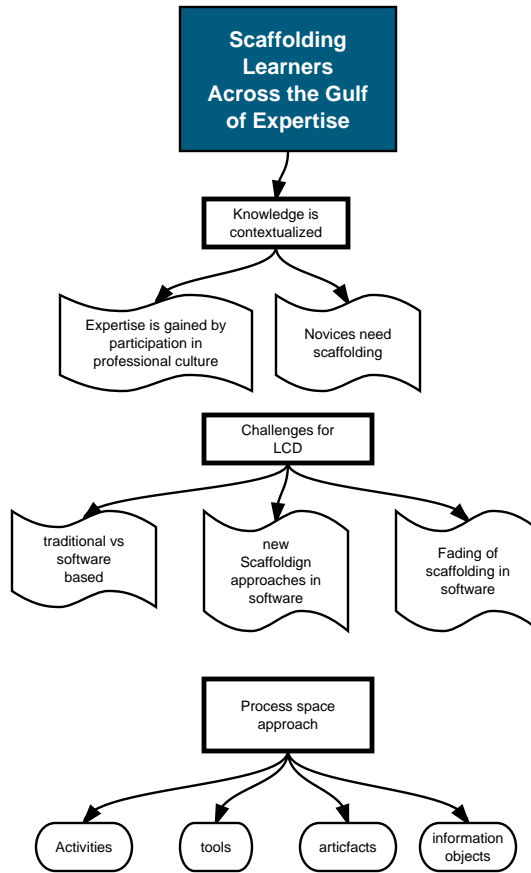 Scaffolding
Learners
Across the Gulf
of Expertise
Knowledge is
contextualized
Expertise is gained by
participation in
professional culture
Novices need
scaffolding
Challenges for
LCD
traditional vs
software
based
new
Scaffoldign
approaches in
software
Fading of
scaffolding in
software
Process space
approach
Activities
tools
articfacts
information
objects